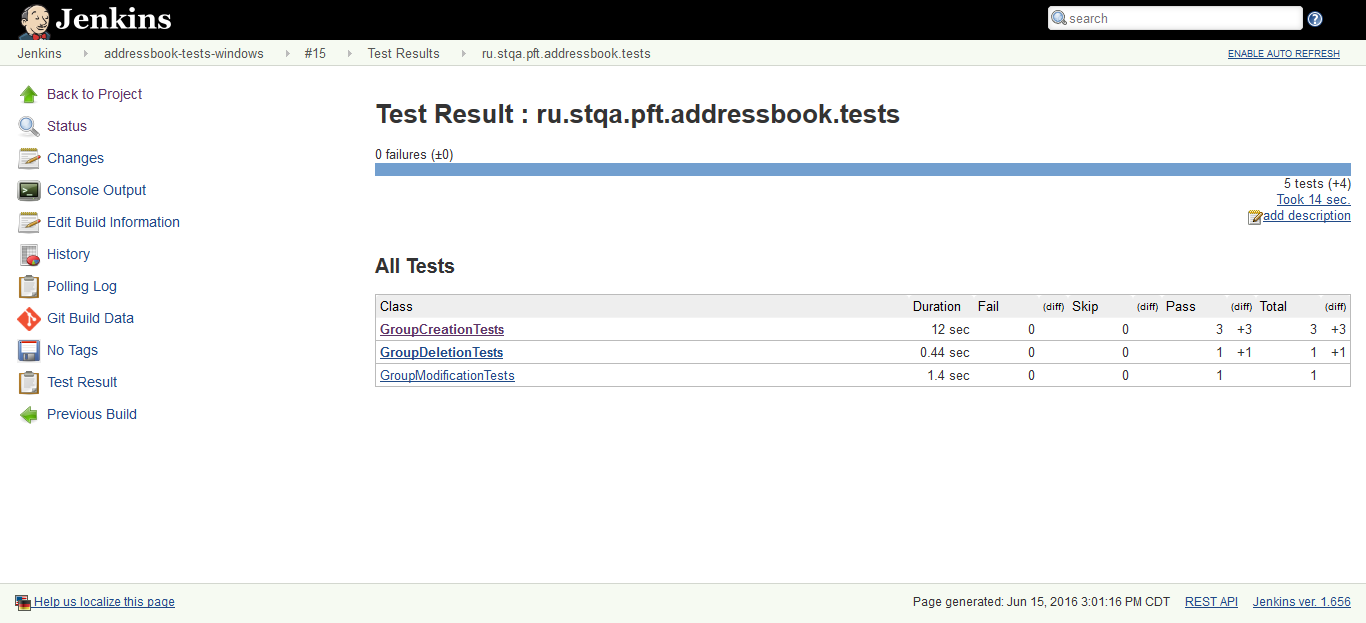 Jenkins
search
Jenkins addressbook-tests-windows #15 Test Results ru.stqa.pft.addressbook.tests ENABLE AUTO REFRESH
Back to Project
Status
Changes
Console Output
Edit Build Information
History
Polling Log
Git Build Data
No Tags
Test Result
Previous Build
Test Result : ru.stqa.pft.addressbook.tests
0 failures (±0)
5 tests (+4)
Took 14 sec.
add description
All Tests
Class Duration Fail (diff) Skip (diff) Pass (diff) Total (diff)
GroupCreationTests 12 sec 0 0 3 +3 3 +3
GroupDeletionTests 0.44 sec 0 0 1 +1 1 +1
GroupModificationTests 1.4 sec 0 0 1 1
Help us localize this page Page generated: Jun 15, 2016 3:01:16 PM CDT REST API Jenkins ver. 1.656